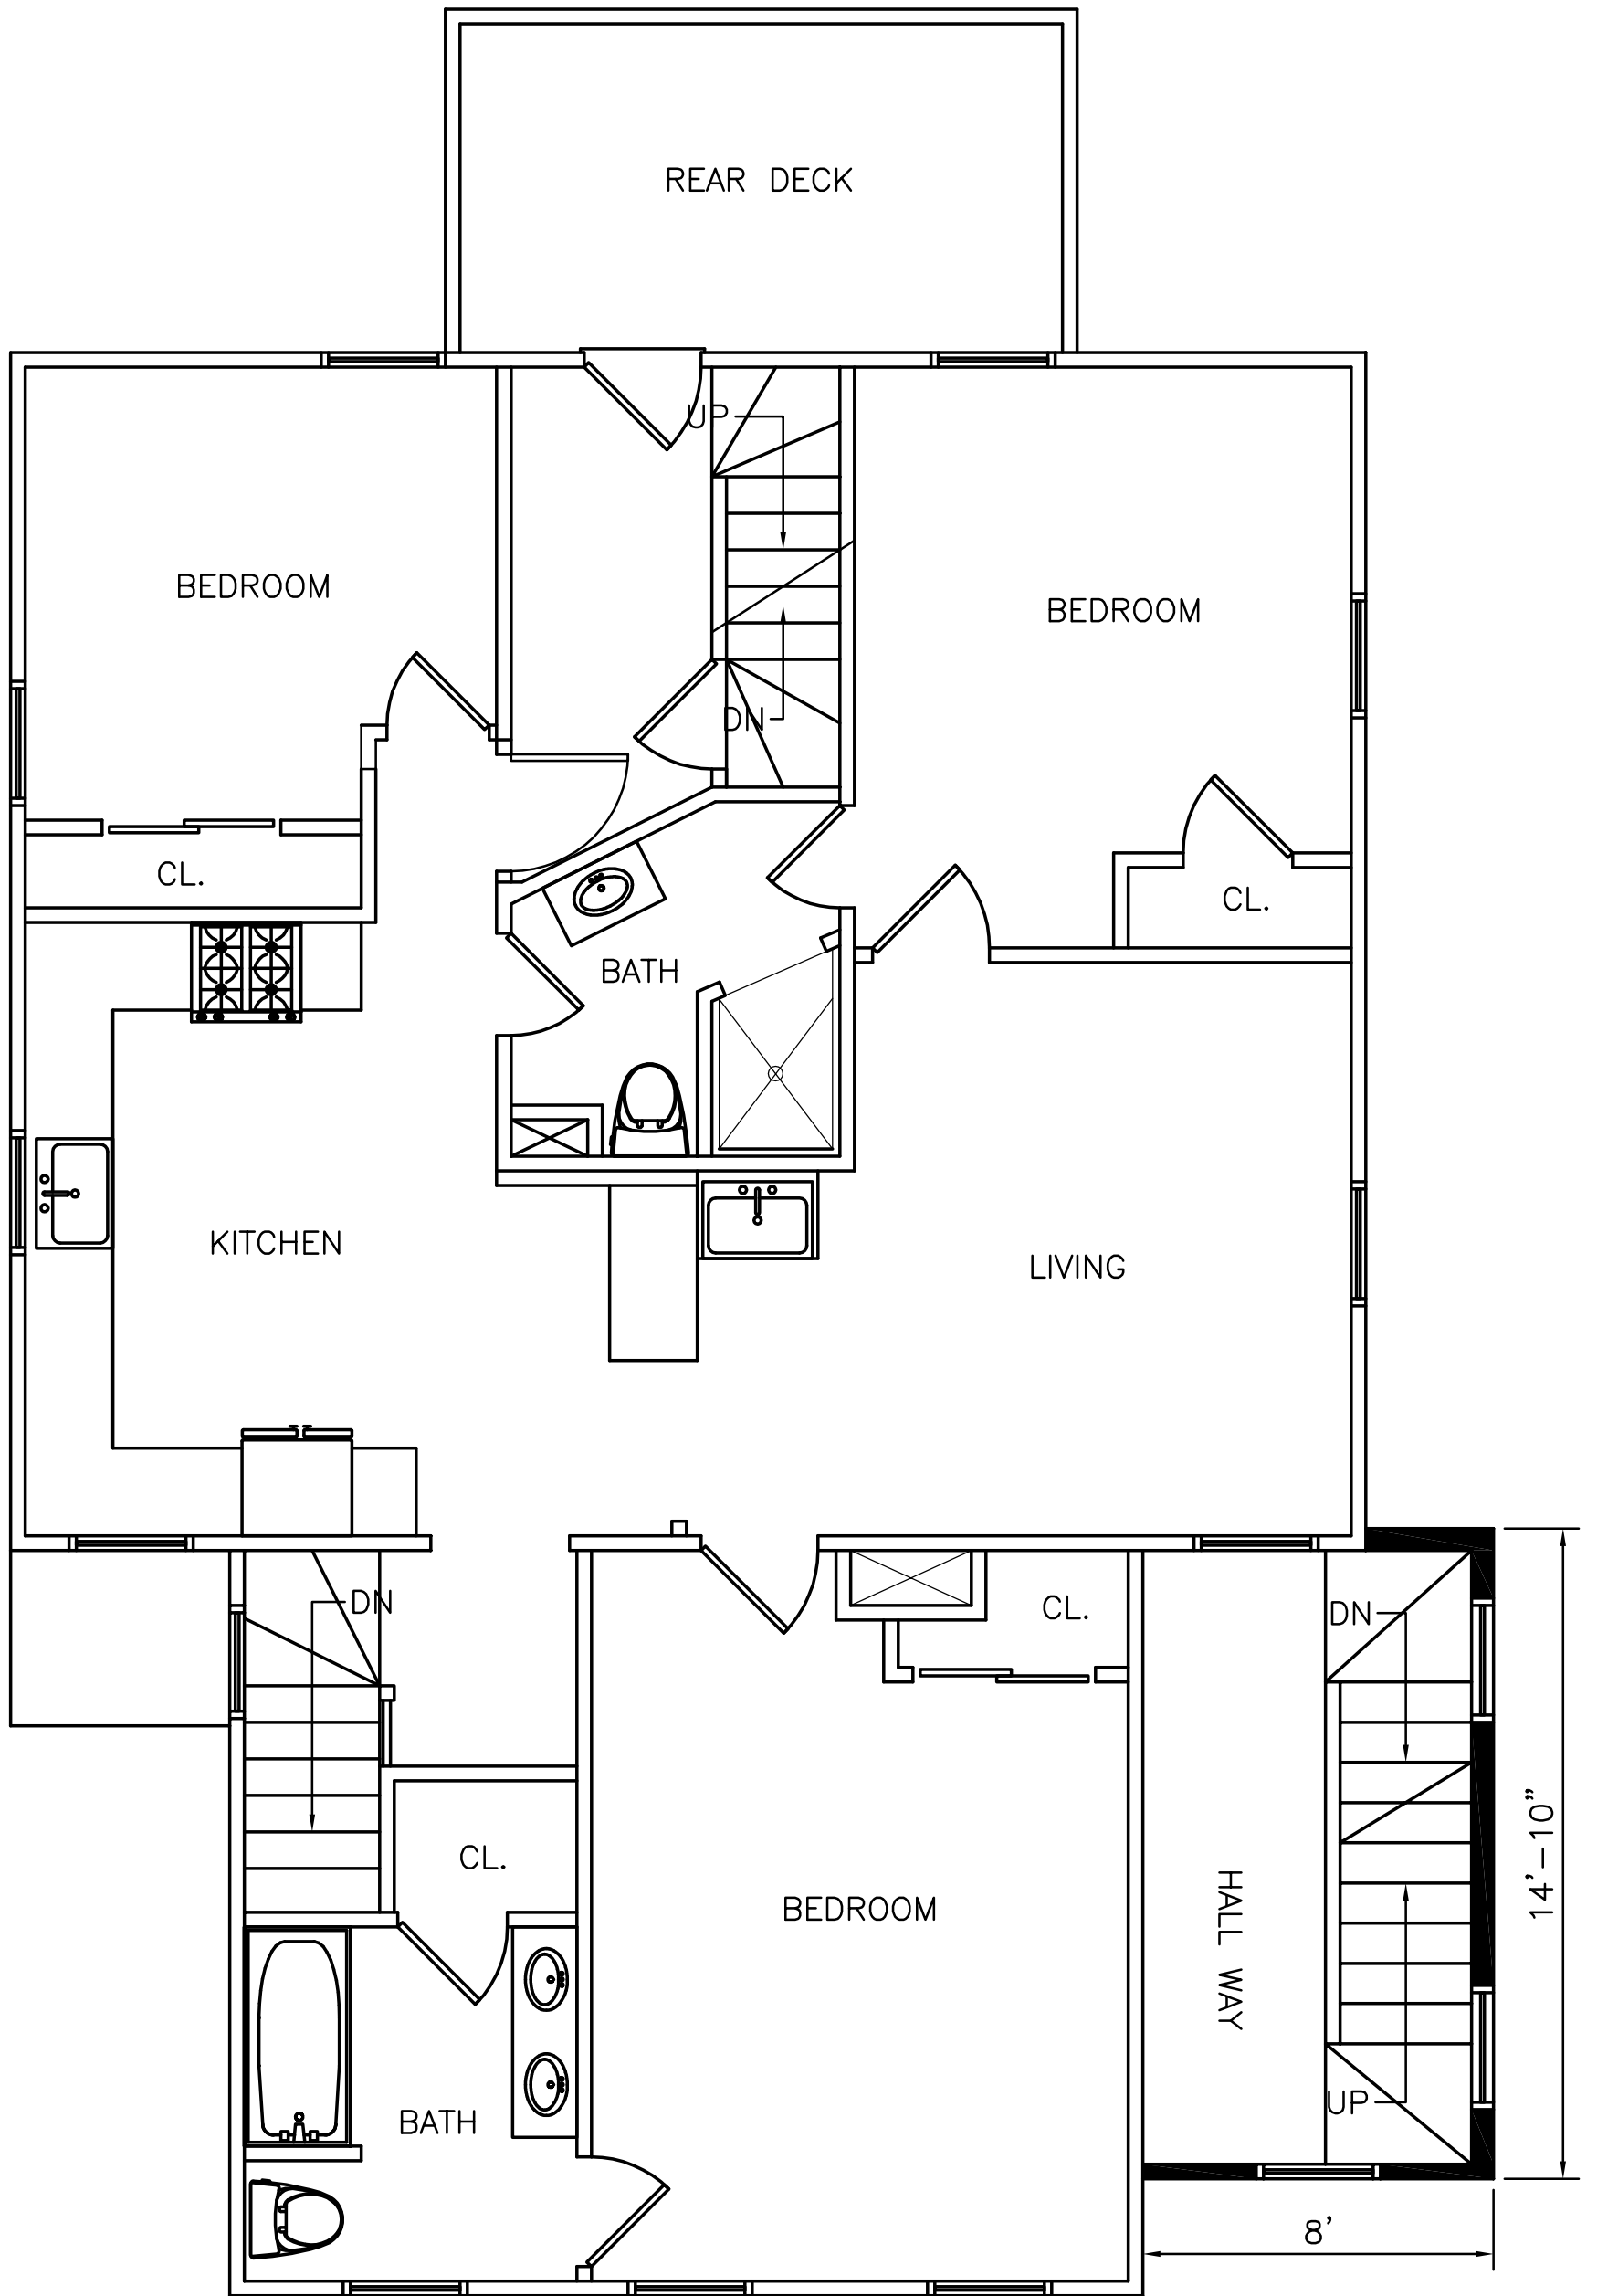 REAR DECK
UP
BEDROOM
BEDROOM
DN
CL.
CL.
BATH
KITCHEN
LIVING
DN
CL.
DN
14'-10"
CL.
BEDROOM
HALL WAY
UP
BATH
8'